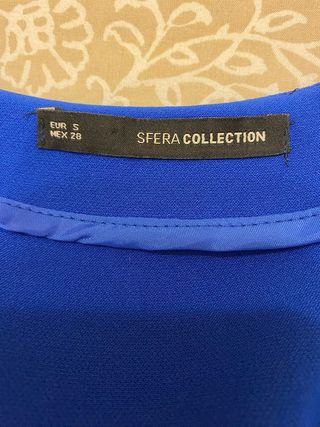 EUR S
MEX 28
SFERA COLLECTION